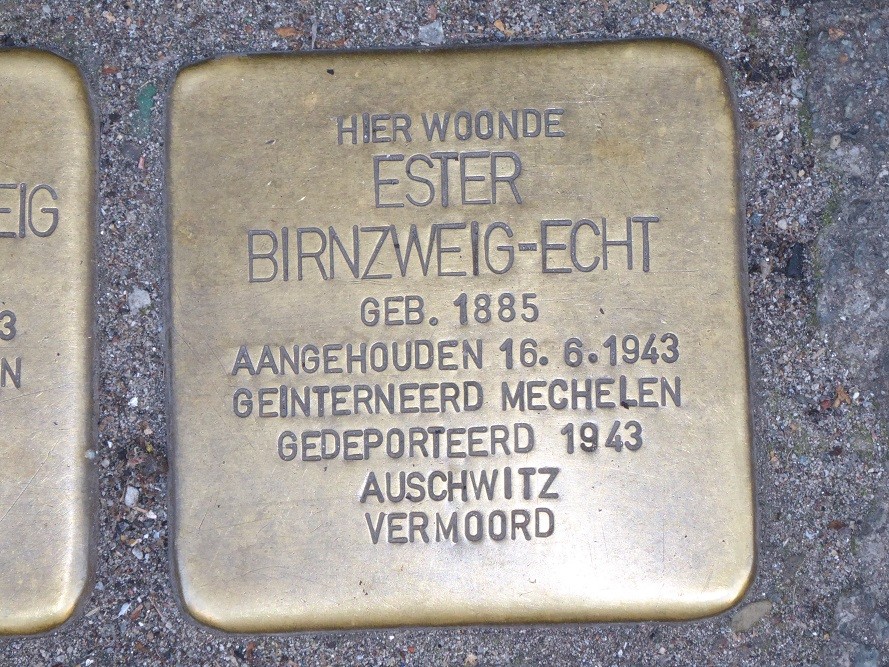 HIER WOONDE
ESTER
BIRNZWEIG-ECHT
GEB. 1885
AANGEHOUDEN 16.6.1943
GEINTERNEERD MECHELEN
GEDEPORTEERD 1943
AUSCHWITZ
VERMOORD